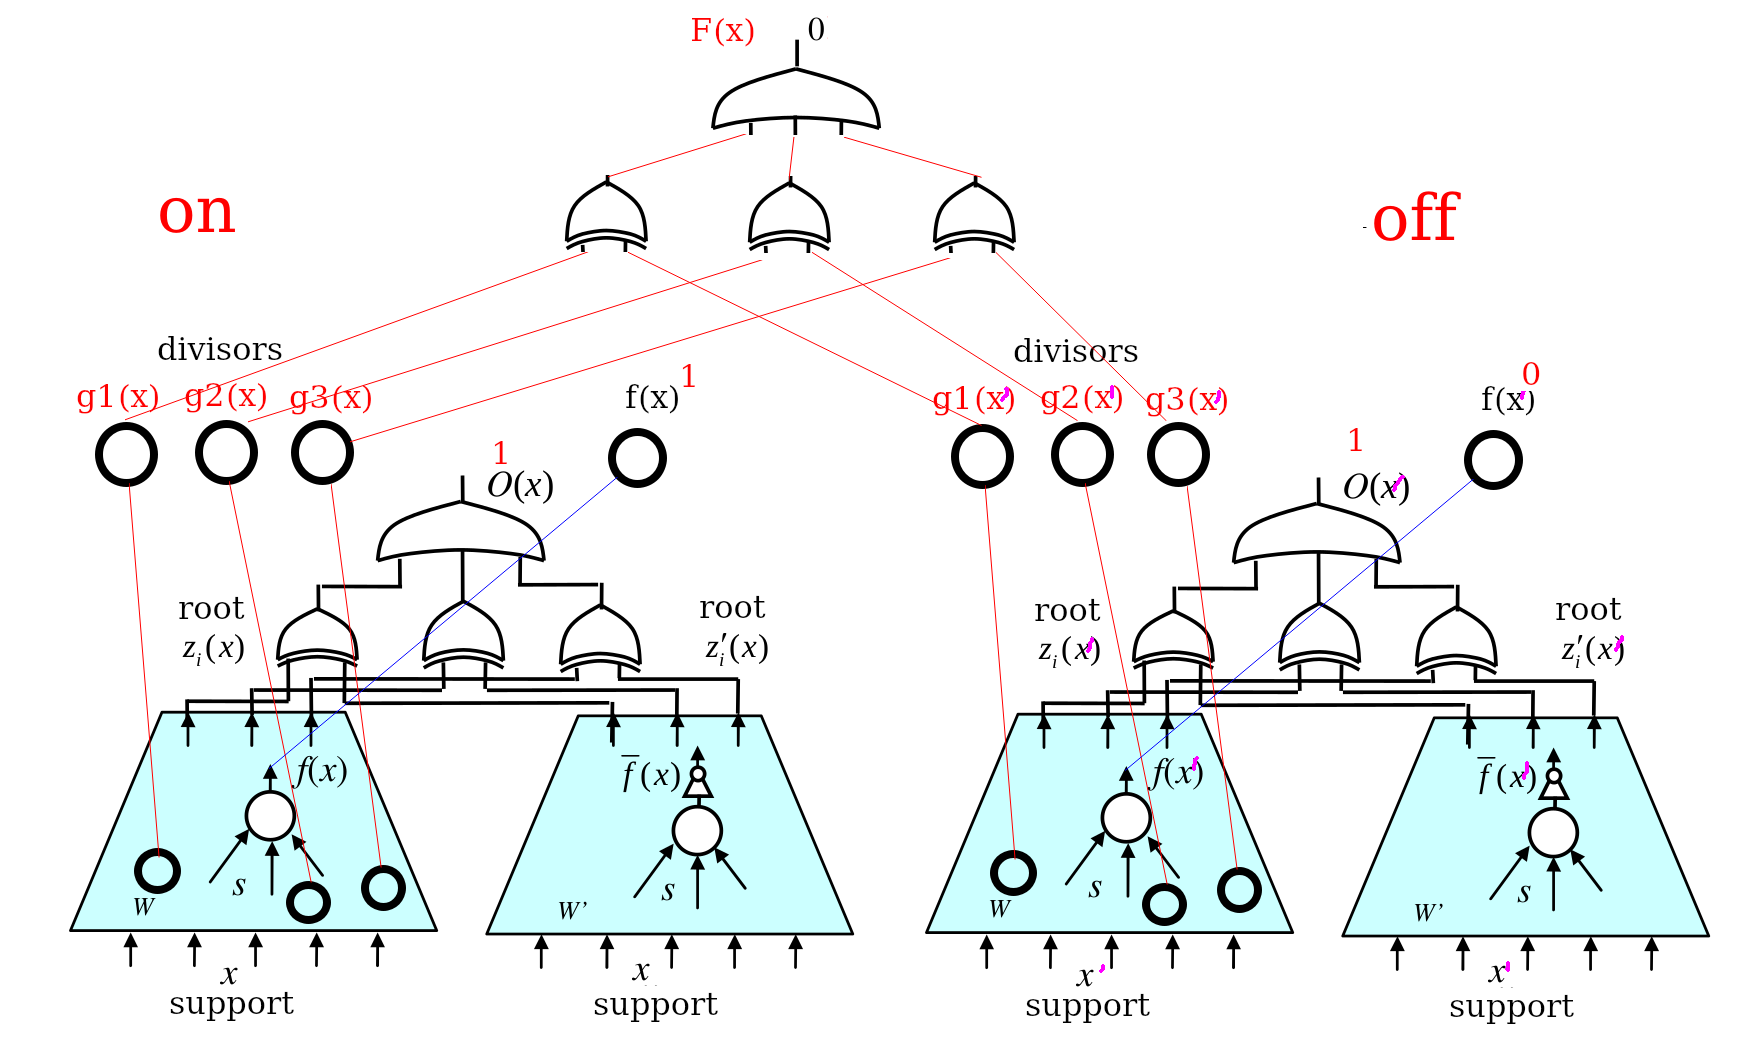 F(x) 0
on
off
divisors
divisors
g1(x) g2(x) g3(x)
f(x) 1
g1(x') g2(x') g3(x')
f(x') 0
1
O(x)
1
O(x')
root
zᵢ(x)
root
z′ᵢ(x)
root
zᵢ(x')
root
z′ᵢ(x')
f(x)
f̅(x)
f(x')
f̅(x')
s
W
s
W’
s
W
s
W’
x
support
x
support
x'
support
x'
support